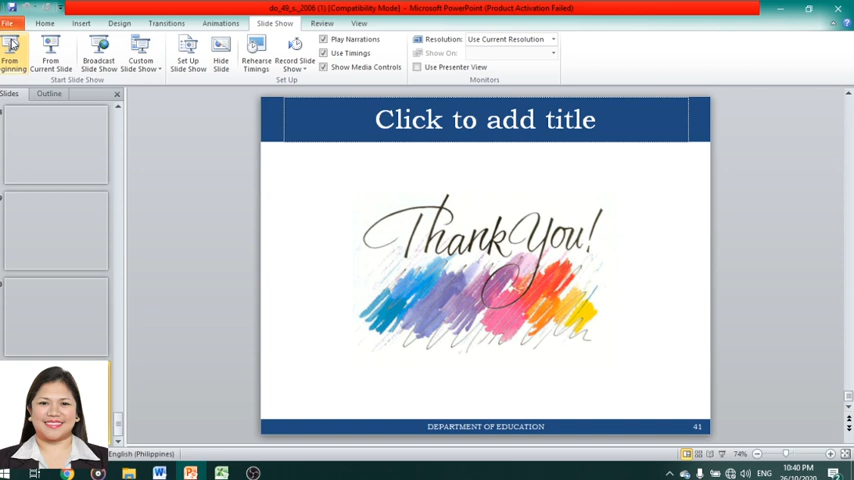 do_49_s._2006 (1) [Compatibility Mode] - Microsoft PowerPoint (Product Activation Failed)
File Home Insert Design Transitions Animations Slide Show Review View
From Beginning
From Current Slide
Broadcast Slide Show
Custom Slide Show
Set Up Slide Show
Hide Slide
Rehearse Timings
Record Slide Show
Play Narrations
Use Timings
Show Media Controls
Resolution: Use Current Resolution
Show On:
Use Presenter View
Start Slide Show
Set Up
Monitors
Slides Outline
Click to add title
Thank You!
DEPARTMENT OF EDUCATION 41
English (Philippines)
74%
ENG
10:40 PM
26/10/2020
2